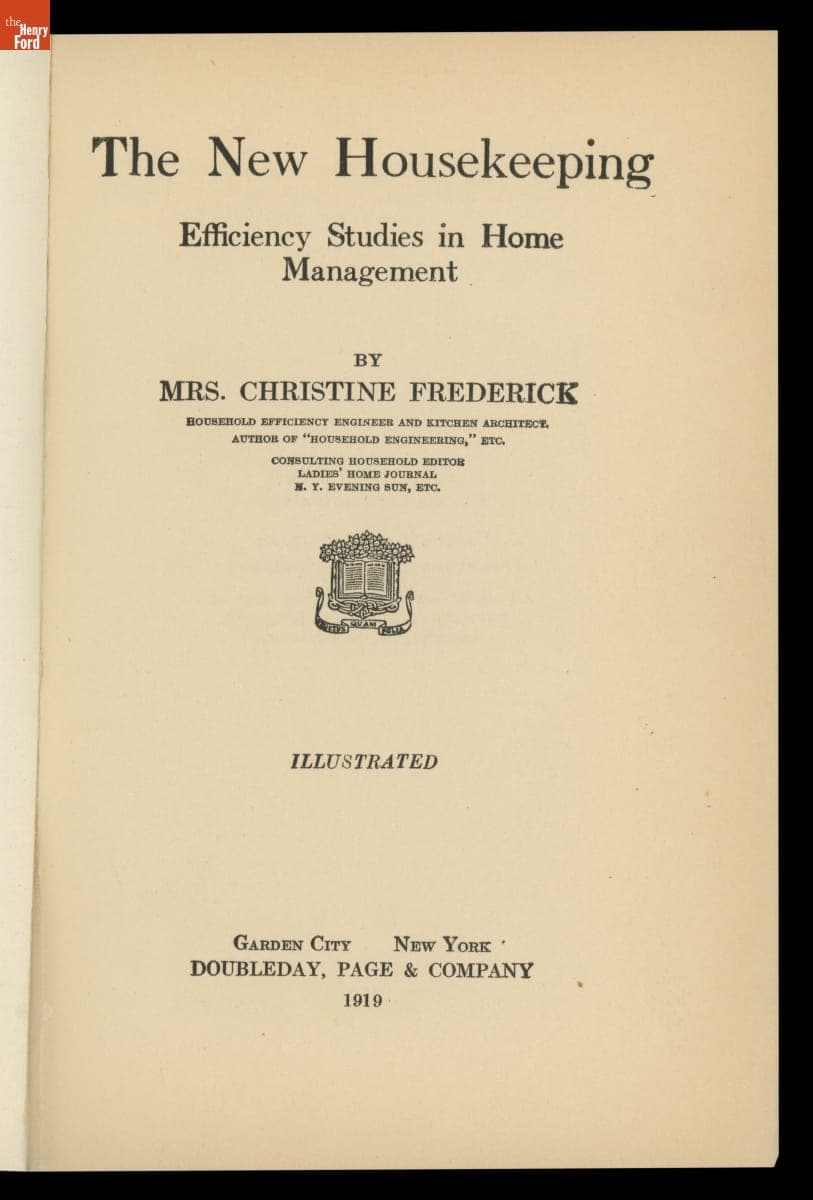 the
Henry
Ford
The New Housekeeping
Efficiency Studies in Home
Management
BY
MRS. CHRISTINE FREDERICK
HOUSEHOLD EFFICIENCY ENGINEER AND KITCHEN ARCHITECT.
AUTHOR OF "HOUSEHOLD ENGINEERING," ETC.
CONSULTING HOUSEHOLD EDITOR
LADIES' HOME JOURNAL
N. Y. EVENING SUN, ETC.
QUAM FOLIA
ILLUSTRATED
GARDEN CITY NEW YORK
DOUBLEDAY, PAGE & COMPANY
1919